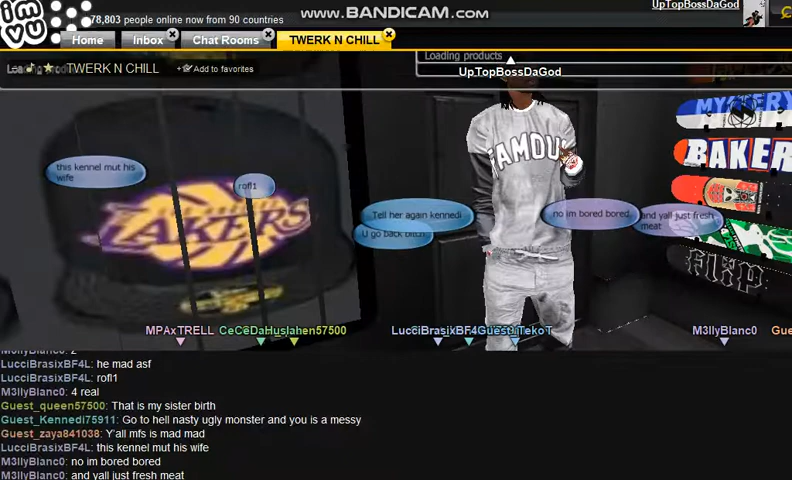 www.BANDICAM.com
imvu
78,803 people online now from 90 countries
UpTopBossDaGod
Home
Inbox
Chat Rooms
TWERK N CHILL
TWERK N CHILL
Add to favorites
Loading products
UpTopBossDaGod
MYSTERY
BAKER
FLIP
FAMOU
LAKERS
this kennel mut his
wife
rofl1
Tell her again kennedi
U go back bitch
no im bored bored
and yall just fresh
meat
MPAxTRELL
LucciBrasixBF4
M3llyBlanc0
LucciBrasixBF4L: he mad asf
LucciBrasixBF4L: rofl1
M3llyBlanc0: 4 real
Guest_queen57500: That is my sister birth
Guest_Kennedi75911: Go to hell nasty ugly monster and you is a messy
Guest_zaya841038: Y'all mfs is mad mad
LucciBrasixBF4L: this kennel mut his wife
M3llyBlanc0: no im bored bored
M3llyBlanc0: and yall just fresh meat